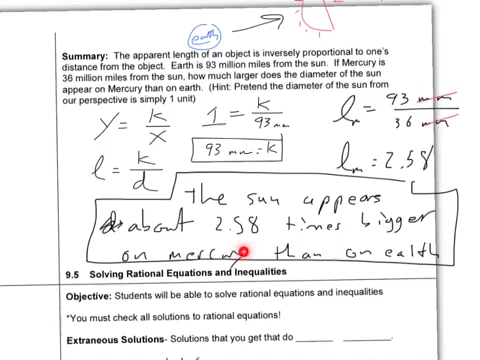 earth
Summary: The apparent length of an object is inversely proportional to one's
distance from the object. Earth is 93 million miles from the sun. If Mercury is
36 million miles from the sun, how much larger does the diameter of the sun
appear on Mercury than on earth. (Hint: Pretend the diameter of the sun from
our perspective is simply 1 unit)
y = k/x
1 = k/93 mm
l_m = 93 mm/36 mm
93 mm = k
l = k/d
l_m = 2.58
The sun appears
about 2.58 times bigger
on mercury than on earth
9.5 Solving Rational Equations and Inequalities
Objective: Students will be able to solve rational equations and inequalities
*You must check all solutions to rational equations!
Extraneous Solutions- Solutions that you get that do ______ ______